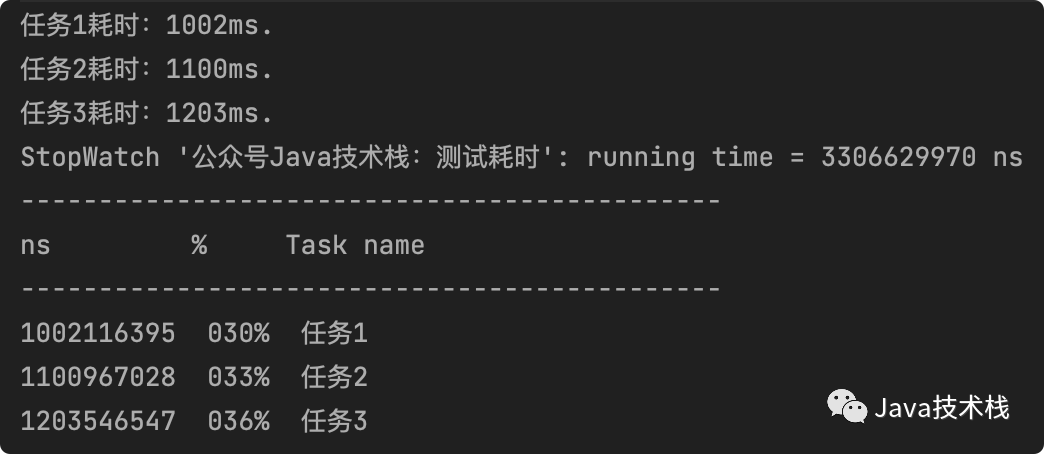 任务1耗时：1002ms.
任务2耗时：1100ms.
任务3耗时：1203ms.
StopWatch '公众号Java技术栈：测试耗时': running time = 3306629970 ns
---------------------------------------------
ns         %     Task name
---------------------------------------------
1002116395  030%  任务1
1100967028  033%  任务2
1203546547  036%  任务3
Java技术栈